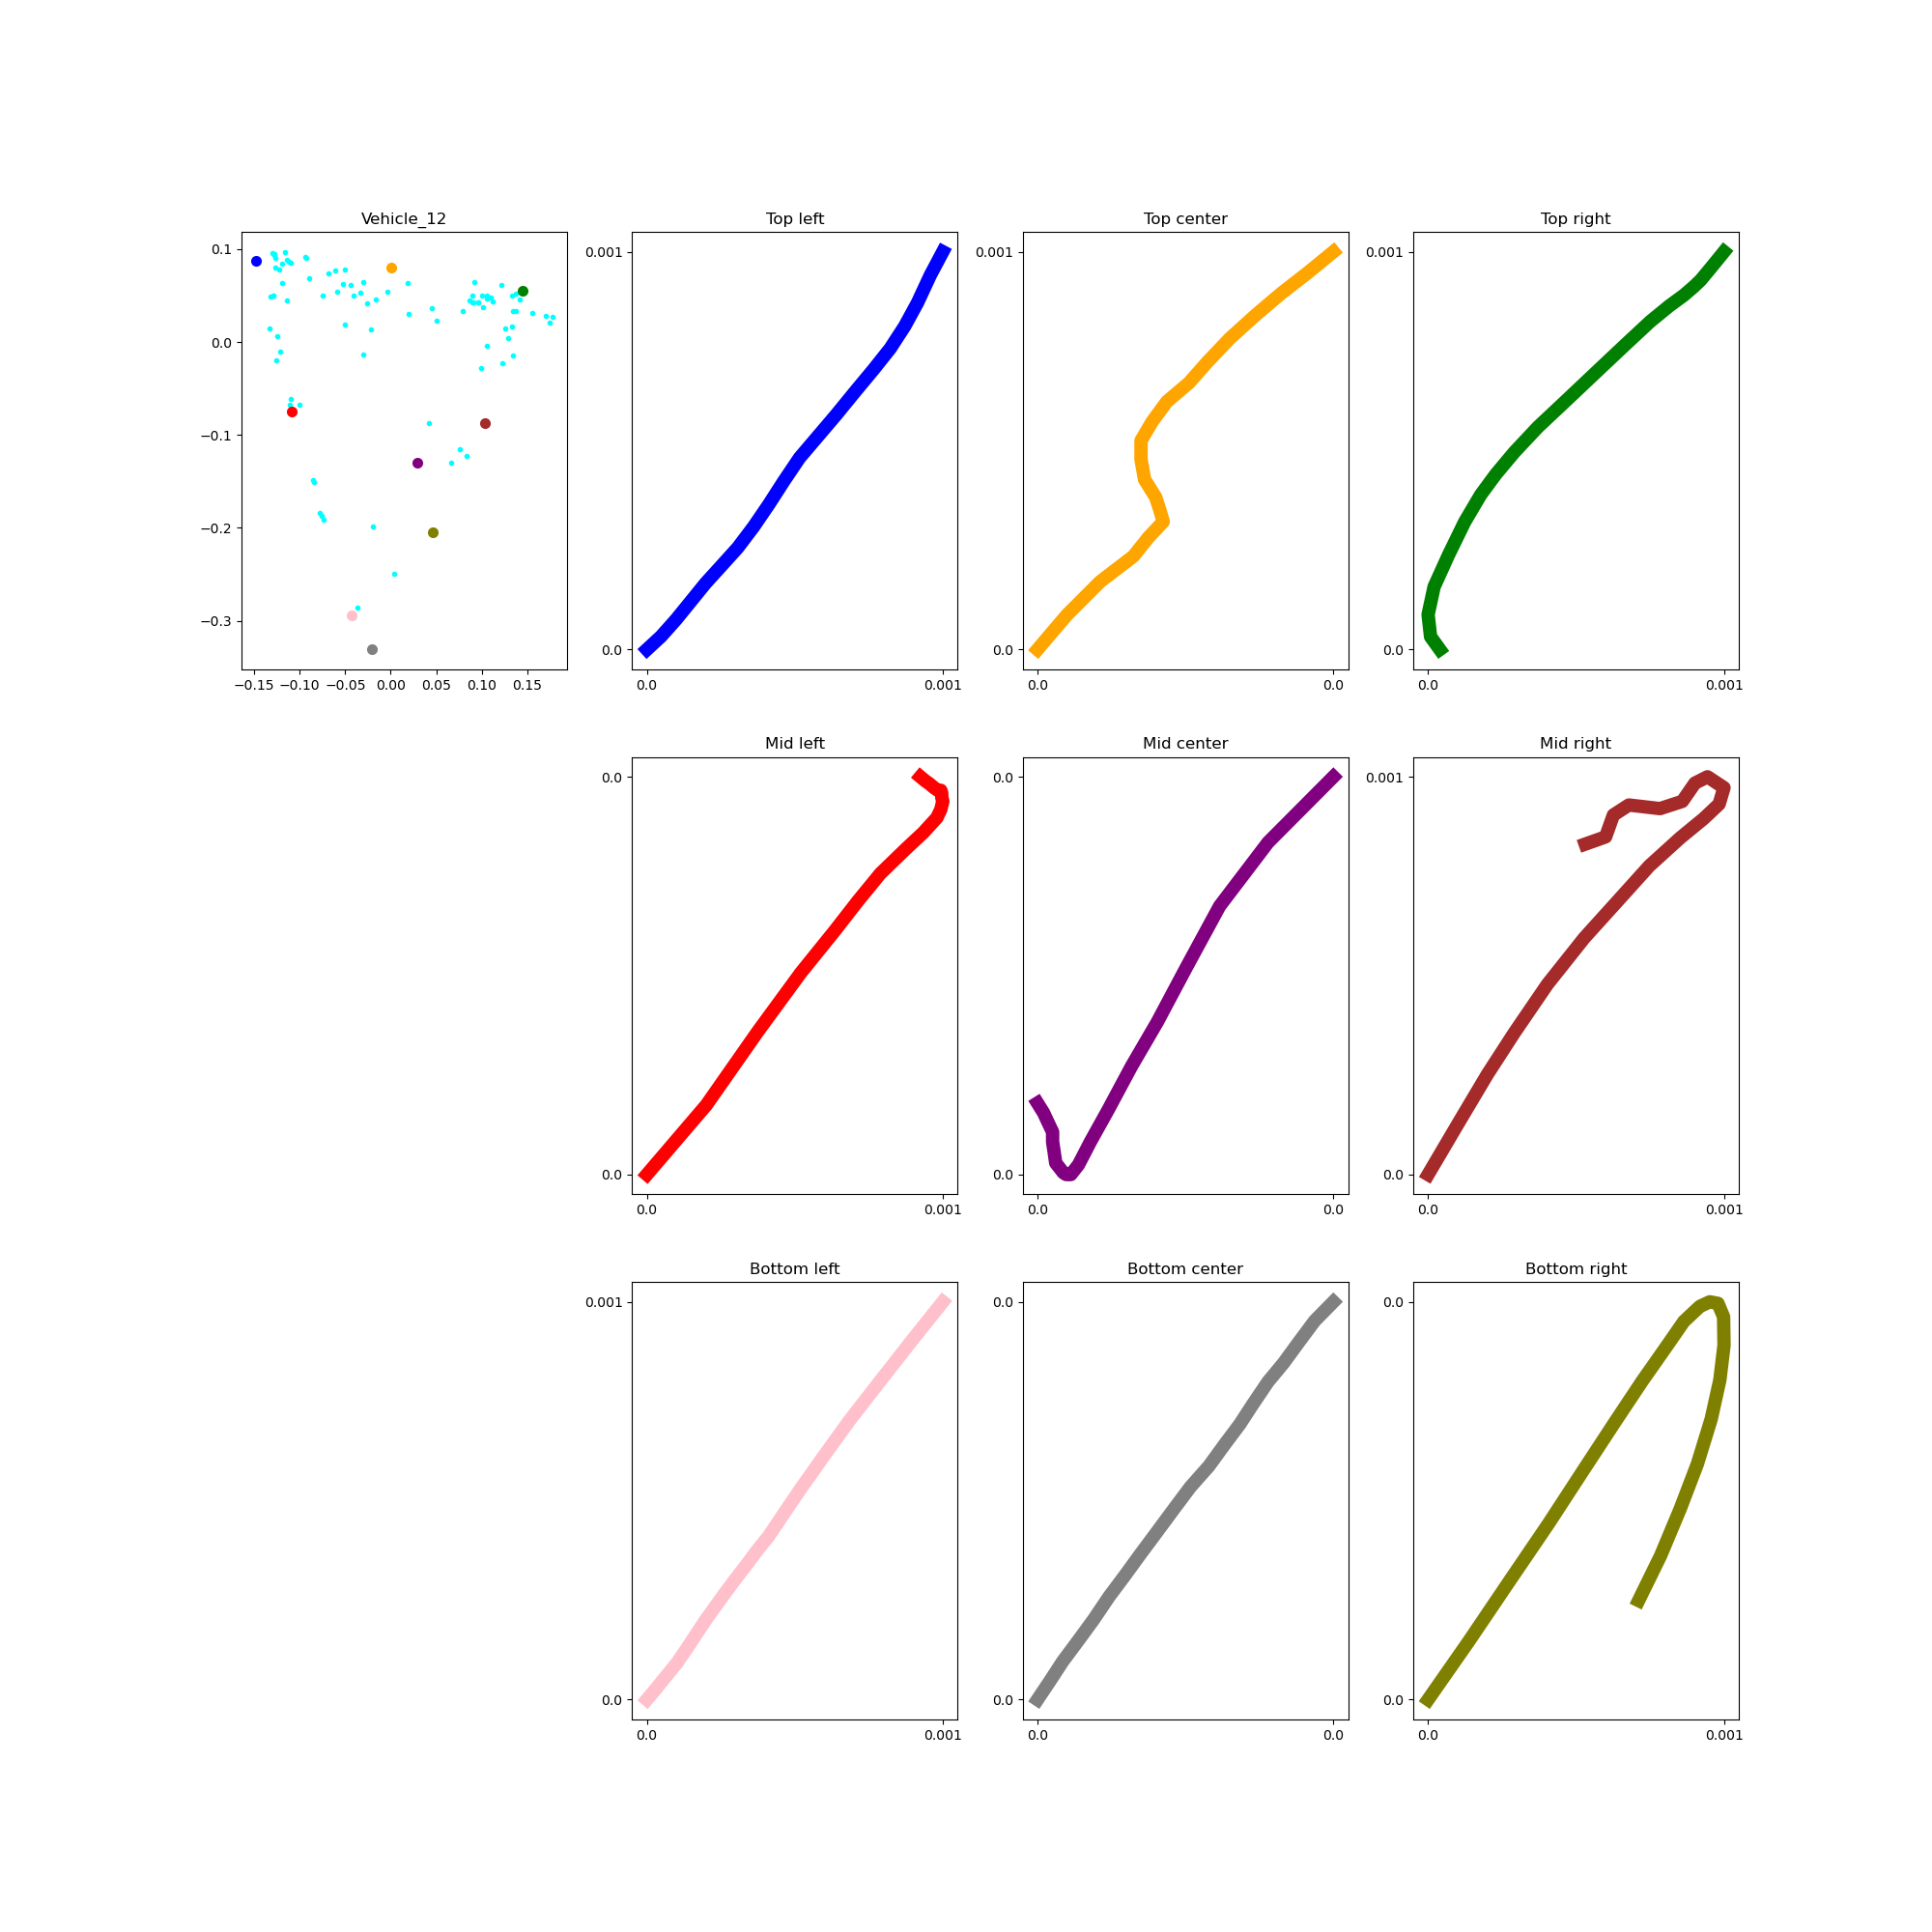 Vehicle_12 Top left Top center Top right
0.1 0.001 0.001 0.001
0.0
−0.1
−0.2
−0.3
0.0 0.0 0.0
−0.15 −0.10 −0.05 0.00 0.05 0.10 0.15 0.0 0.001 0.0 0.0 0.0 0.001
Mid left Mid center Mid right
0.0 0.0 0.001
0.0 0.0 0.0
0.0 0.001 0.0 0.0 0.0 0.001
Bottom left Bottom center Bottom right
0.001 0.0 0.0
0.0 0.0 0.0
0.0 0.001 0.0 0.0 0.0 0.001